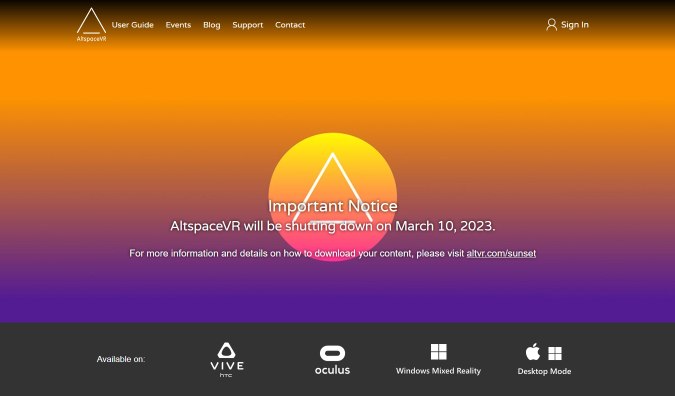 AltspaceVR
User Guide Events Blog Support Contact
Sign In
Important Notice
AltspaceVR will be shutting down on March 10, 2023.
For more information and details on how to download your content, please visit altvr.com/sunset
Available on:
VIVE
hTC
oculus
Windows Mixed Reality
Desktop Mode